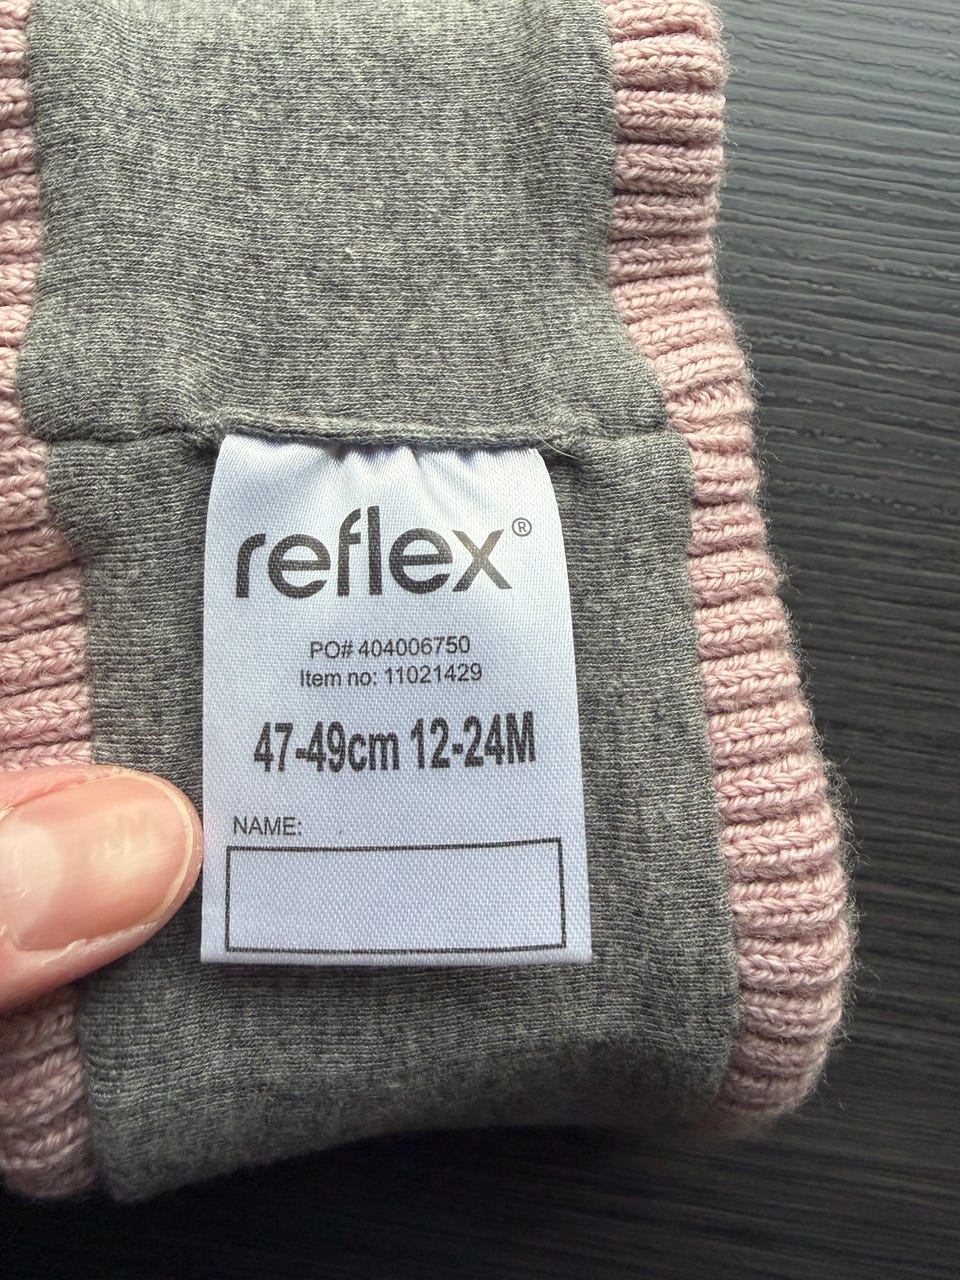 reflex®
PO# 404006750
Item no: 11021429
47-49cm 12-24M
NAME: